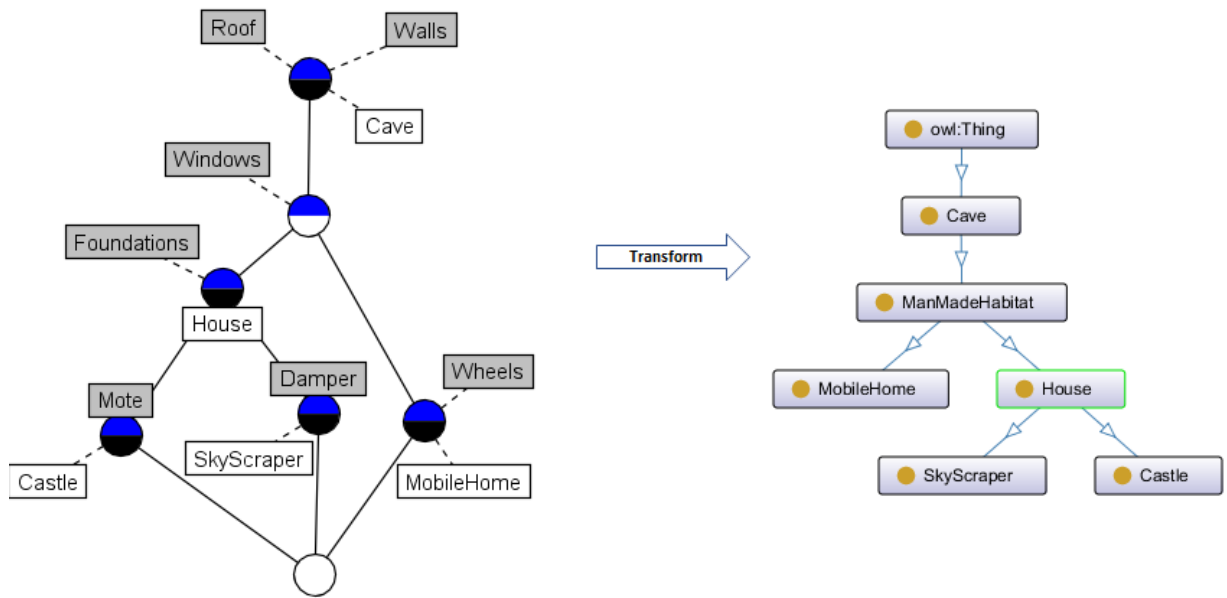 Roof
Walls
Cave
Windows
Foundations
House
Damper
Wheels
Mote
SkyScraper
Castle
MobileHome
Transform
owl:Thing
Cave
ManMadeHabitat
MobileHome
House
SkyScraper
Castle